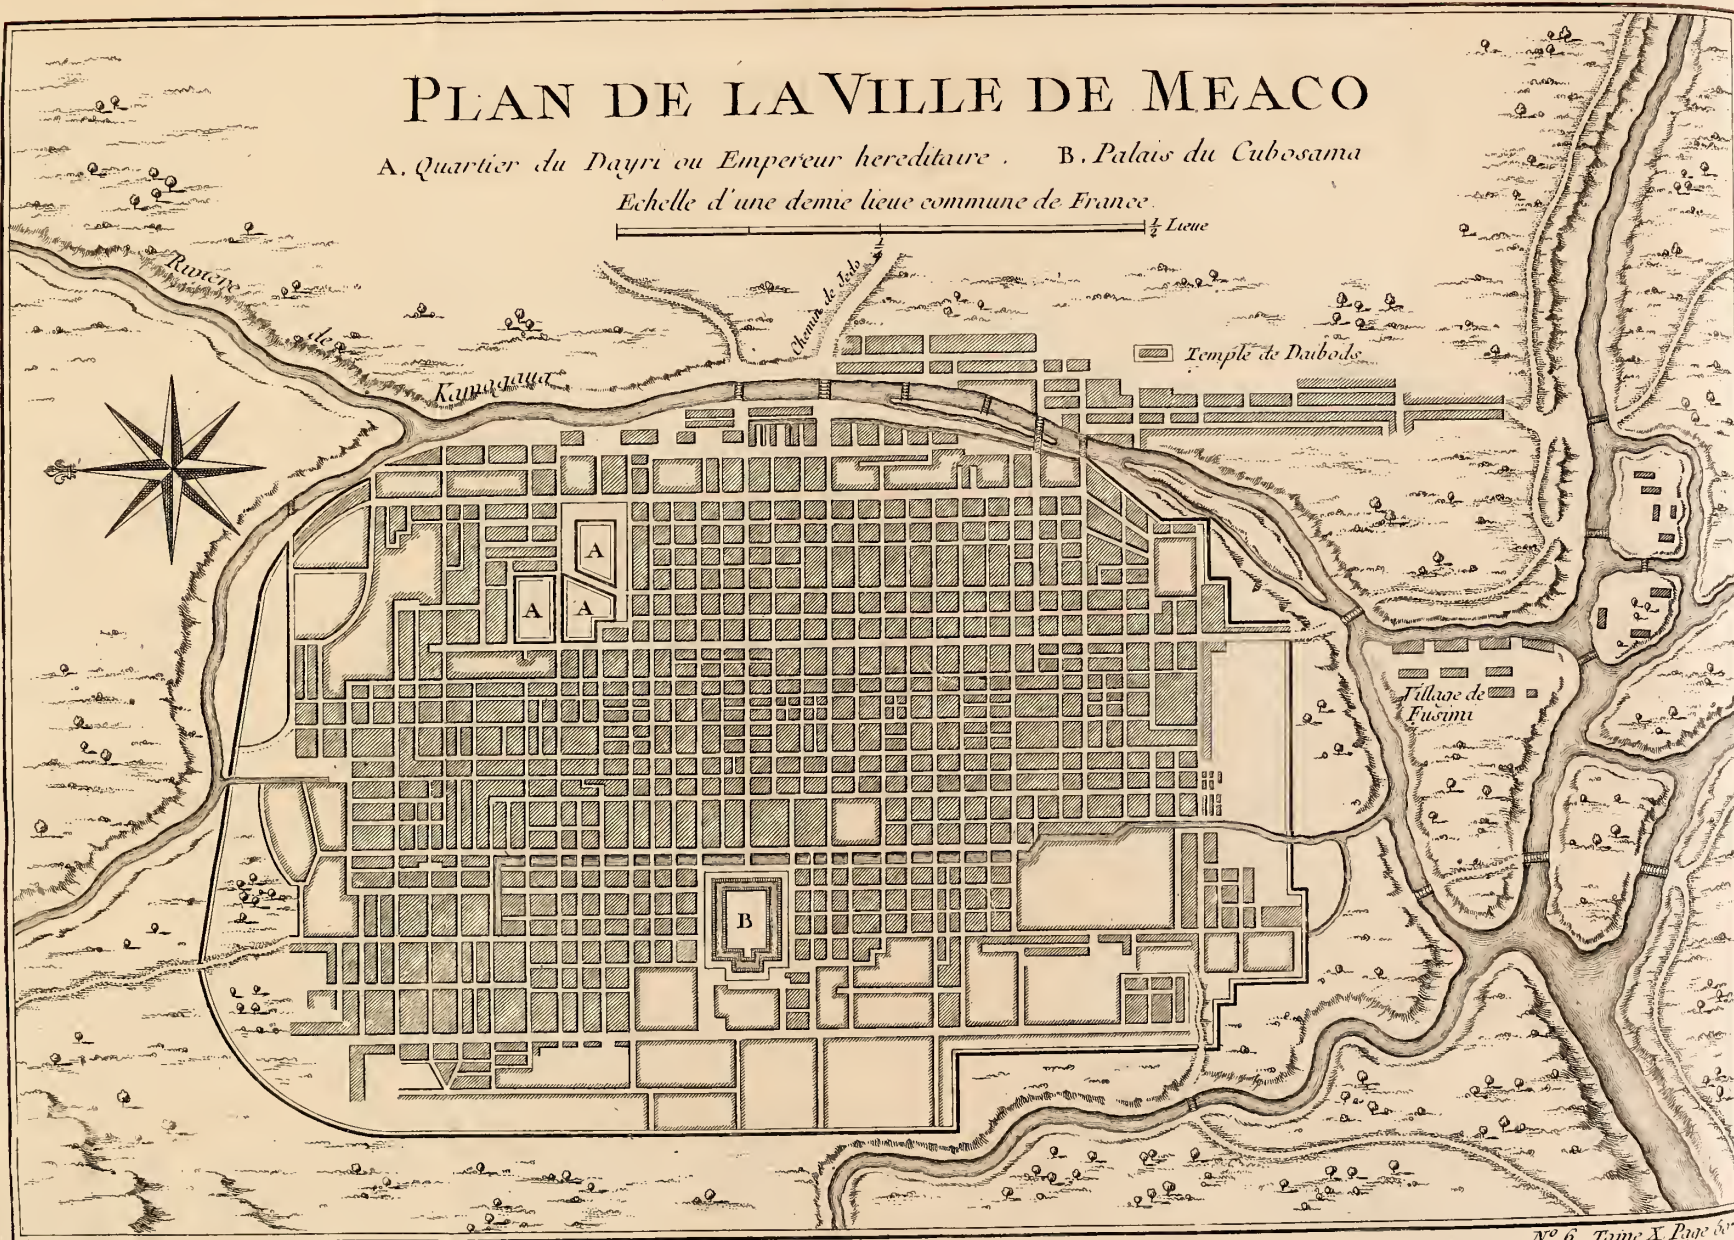 PLAN DE LA VILLE DE MEACO
A. Quartier du Dayri ou Empereur hereditaire. B. Palais du Cubosama
Echelle d'une demie lieue commune de France.
½ Lieue
Riviere de Kamogaua
Chemin de Jedo
Temple de Daibods
A
A
A
Village de
Fusimi
B
Nº 6. Tome X. Page